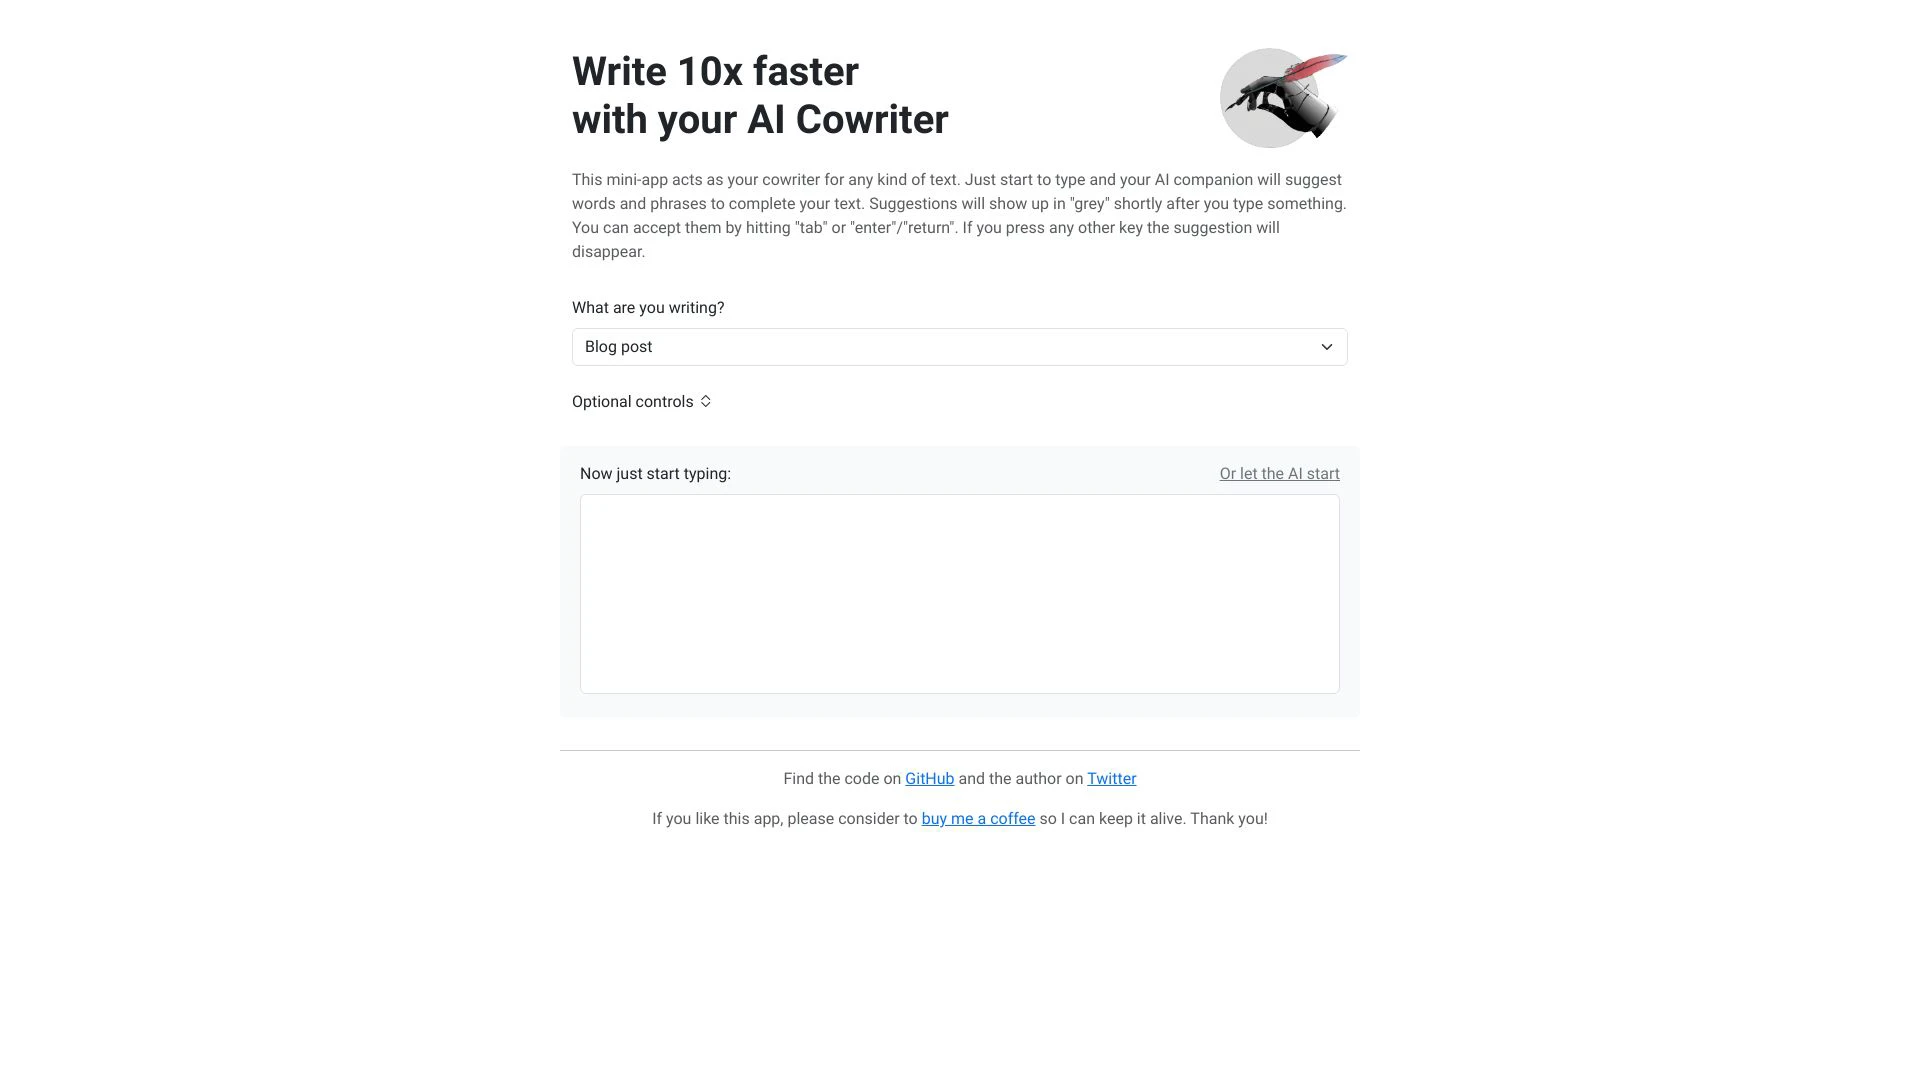 Write 10x faster
with your AI Cowriter
This mini-app acts as your cowriter for any kind of text. Just start to type and your AI companion will suggest
words and phrases to complete your text. Suggestions will show up in "grey" shortly after you type something.
You can accept them by hitting "tab" or "enter"/"return". If you press any other key the suggestion will
disappear.
What are you writing?
Blog post
Optional controls
Now just start typing:
Or let the AI start
Find the code on GitHub and the author on Twitter
If you like this app, please consider to buy me a coffee so I can keep it alive. Thank you!